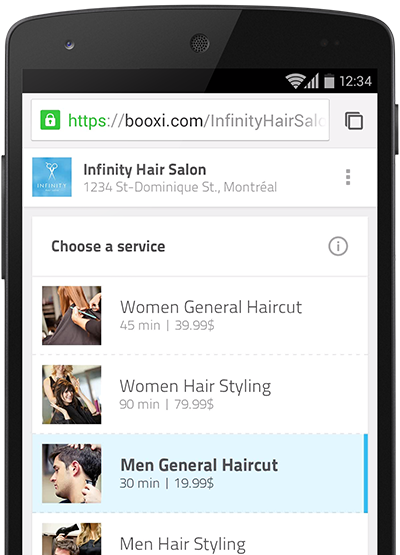 12:34
https://booxi.com/InfinityHairSalo
INFINITY
Infinity Hair Salon
1234 St-Dominique St., Montréal
Choose a service
Women General Haircut
45 min | 39.99$
Women Hair Styling
90 min | 79.99$
Men General Haircut
30 min | 19.99$
Men Hair Styling